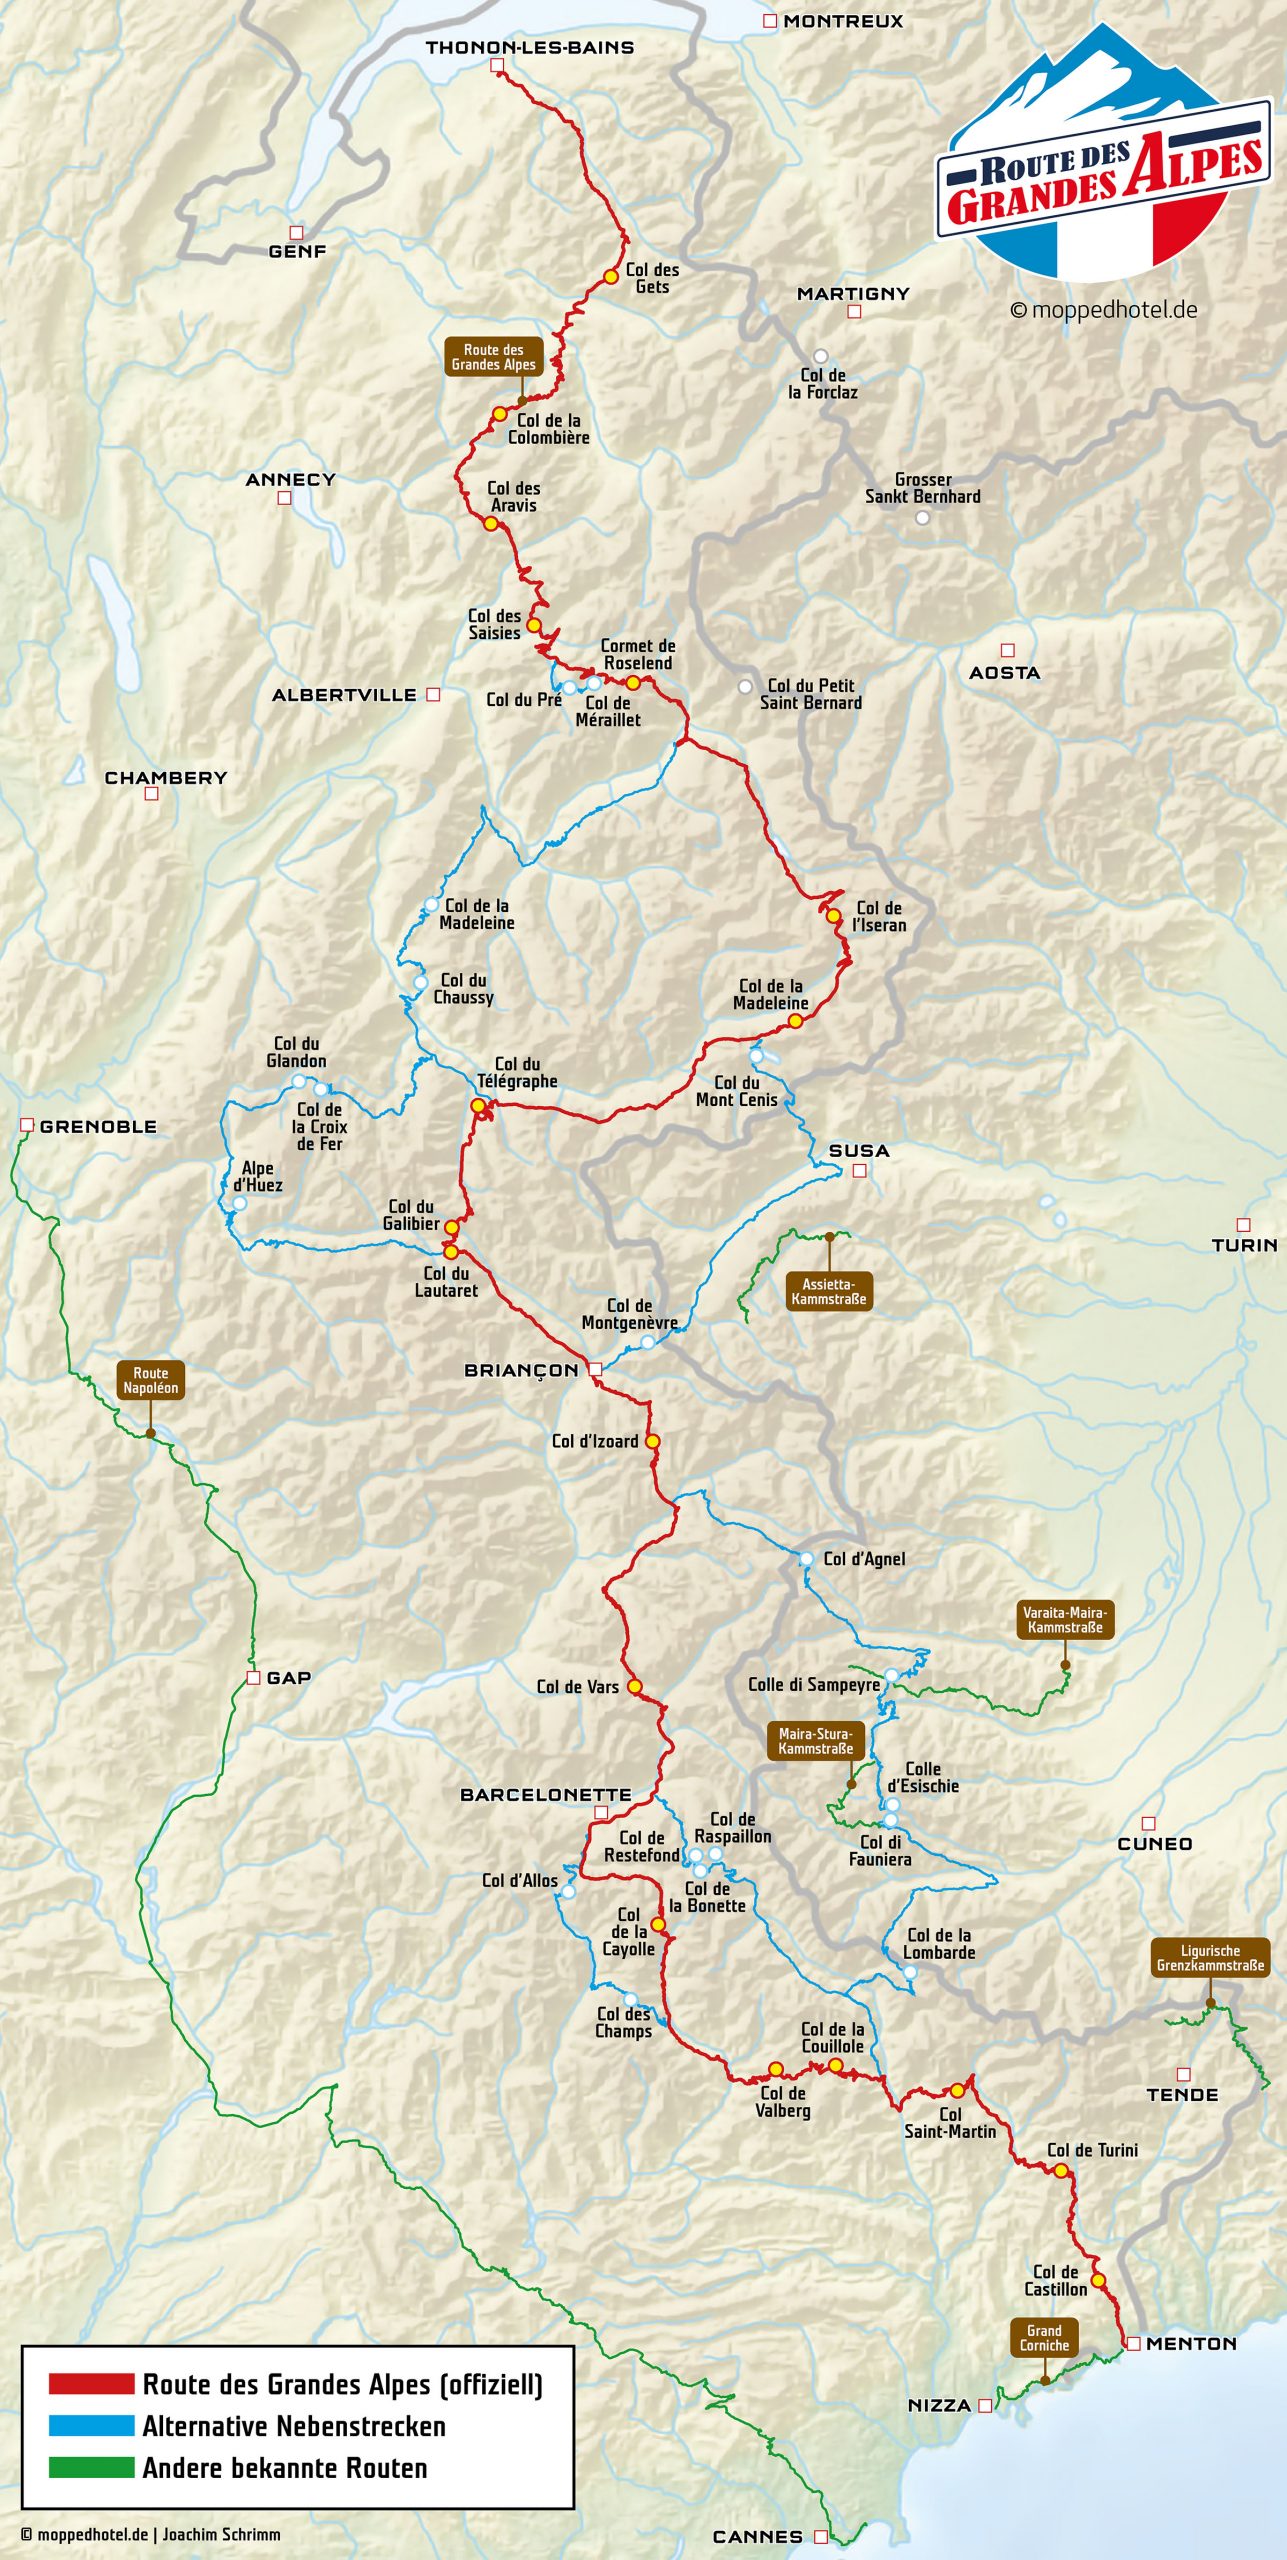 MONTREUX
THONON-LES-BAINS
ROUTE DES
GRANDES ALPES
GENF
Col des
Gets
MARTIGNY
© moppedhotel.de
Route des
Grandes Alpes
Col de
la Forclaz
Col de la
Colombière
ANNECY
Grosser
Sankt Bernhard
Col des
Aravis
Col des
Saisies
Cormet de
Roselend
AOSTA
ALBERTVILLE
Col du Pré
Col de
Méraillet
Col du Petit
Saint Bernard
CHAMBERY
Col de la
Madeleine
Col de
l'Iseran
Col du
Chaussy
Col de la
Madeleine
Col du
Glandon
Col du
Télégraphe
Col du
Mont Cenis
Col de
la Croix
de Fer
GRENOBLE
SUSA
Alpe
d'Huez
Col du
Galibier
TURIN
Col du
Lautaret
Assietta-
Kammstraße
Col de
Montgenèvre
BRIANÇON
Route
Napoléon
Col d'Izoard
Col d'Agnel
Varaita-Maira-
Kammstraße
GAP
Col de Vars
Colle di Sampeyre
Maira-Stura-
Kammstraße
Colle
d'Esischie
BARCELONETTE
Col de
Raspaillon
Col de
Restefond
Col di
Fauniera
CUNEO
Col d'Allos
Col de
la Bonette
Col
de la
Cayolle
Col de la
Lombarde
Ligurische
Grenzkammstraße
Col des
Champs
Col de la
Couillole
Col de
Valberg
TENDE
Col
Saint-Martin
Col de Turini
Col de
Castillon
Grand
Corniche
MENTON
NIZZA
Route des Grandes Alpes (offiziell)
Alternative Nebenstrecken
Andere bekannte Routen
© moppedhotel.de | Joachim Schrimm
CANNES